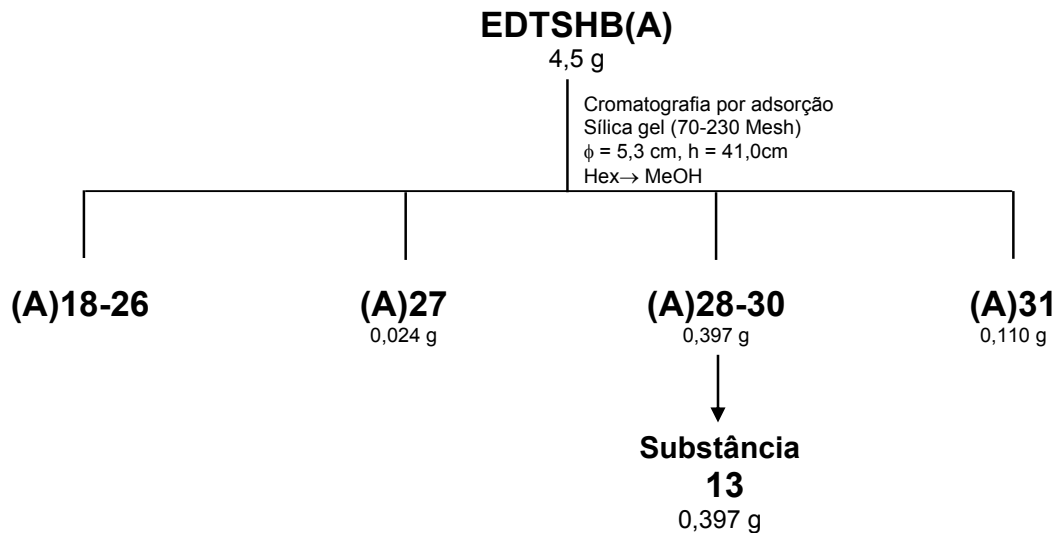 EDTSHB(A)
4,5 g
Cromatografia por adsorção
Sílica gel (70-230 Mesh)
ϕ = 5,3 cm, h = 41,0cm
Hex→ MeOH
(A)18-26
(A)27
0,024 g
(A)28-30
0,397 g
(A)31
0,110 g
Substância
13
0,397 g